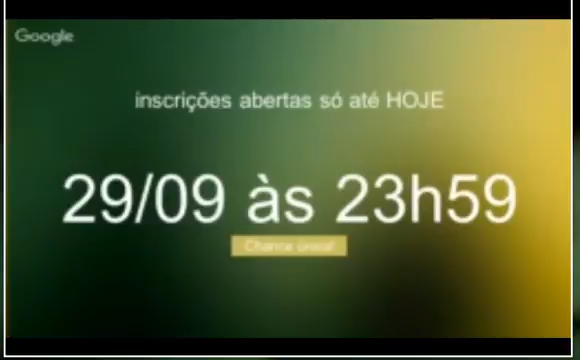 Google
inscrições abertas só até HOJE
29/09 às 23h59
Chance única!